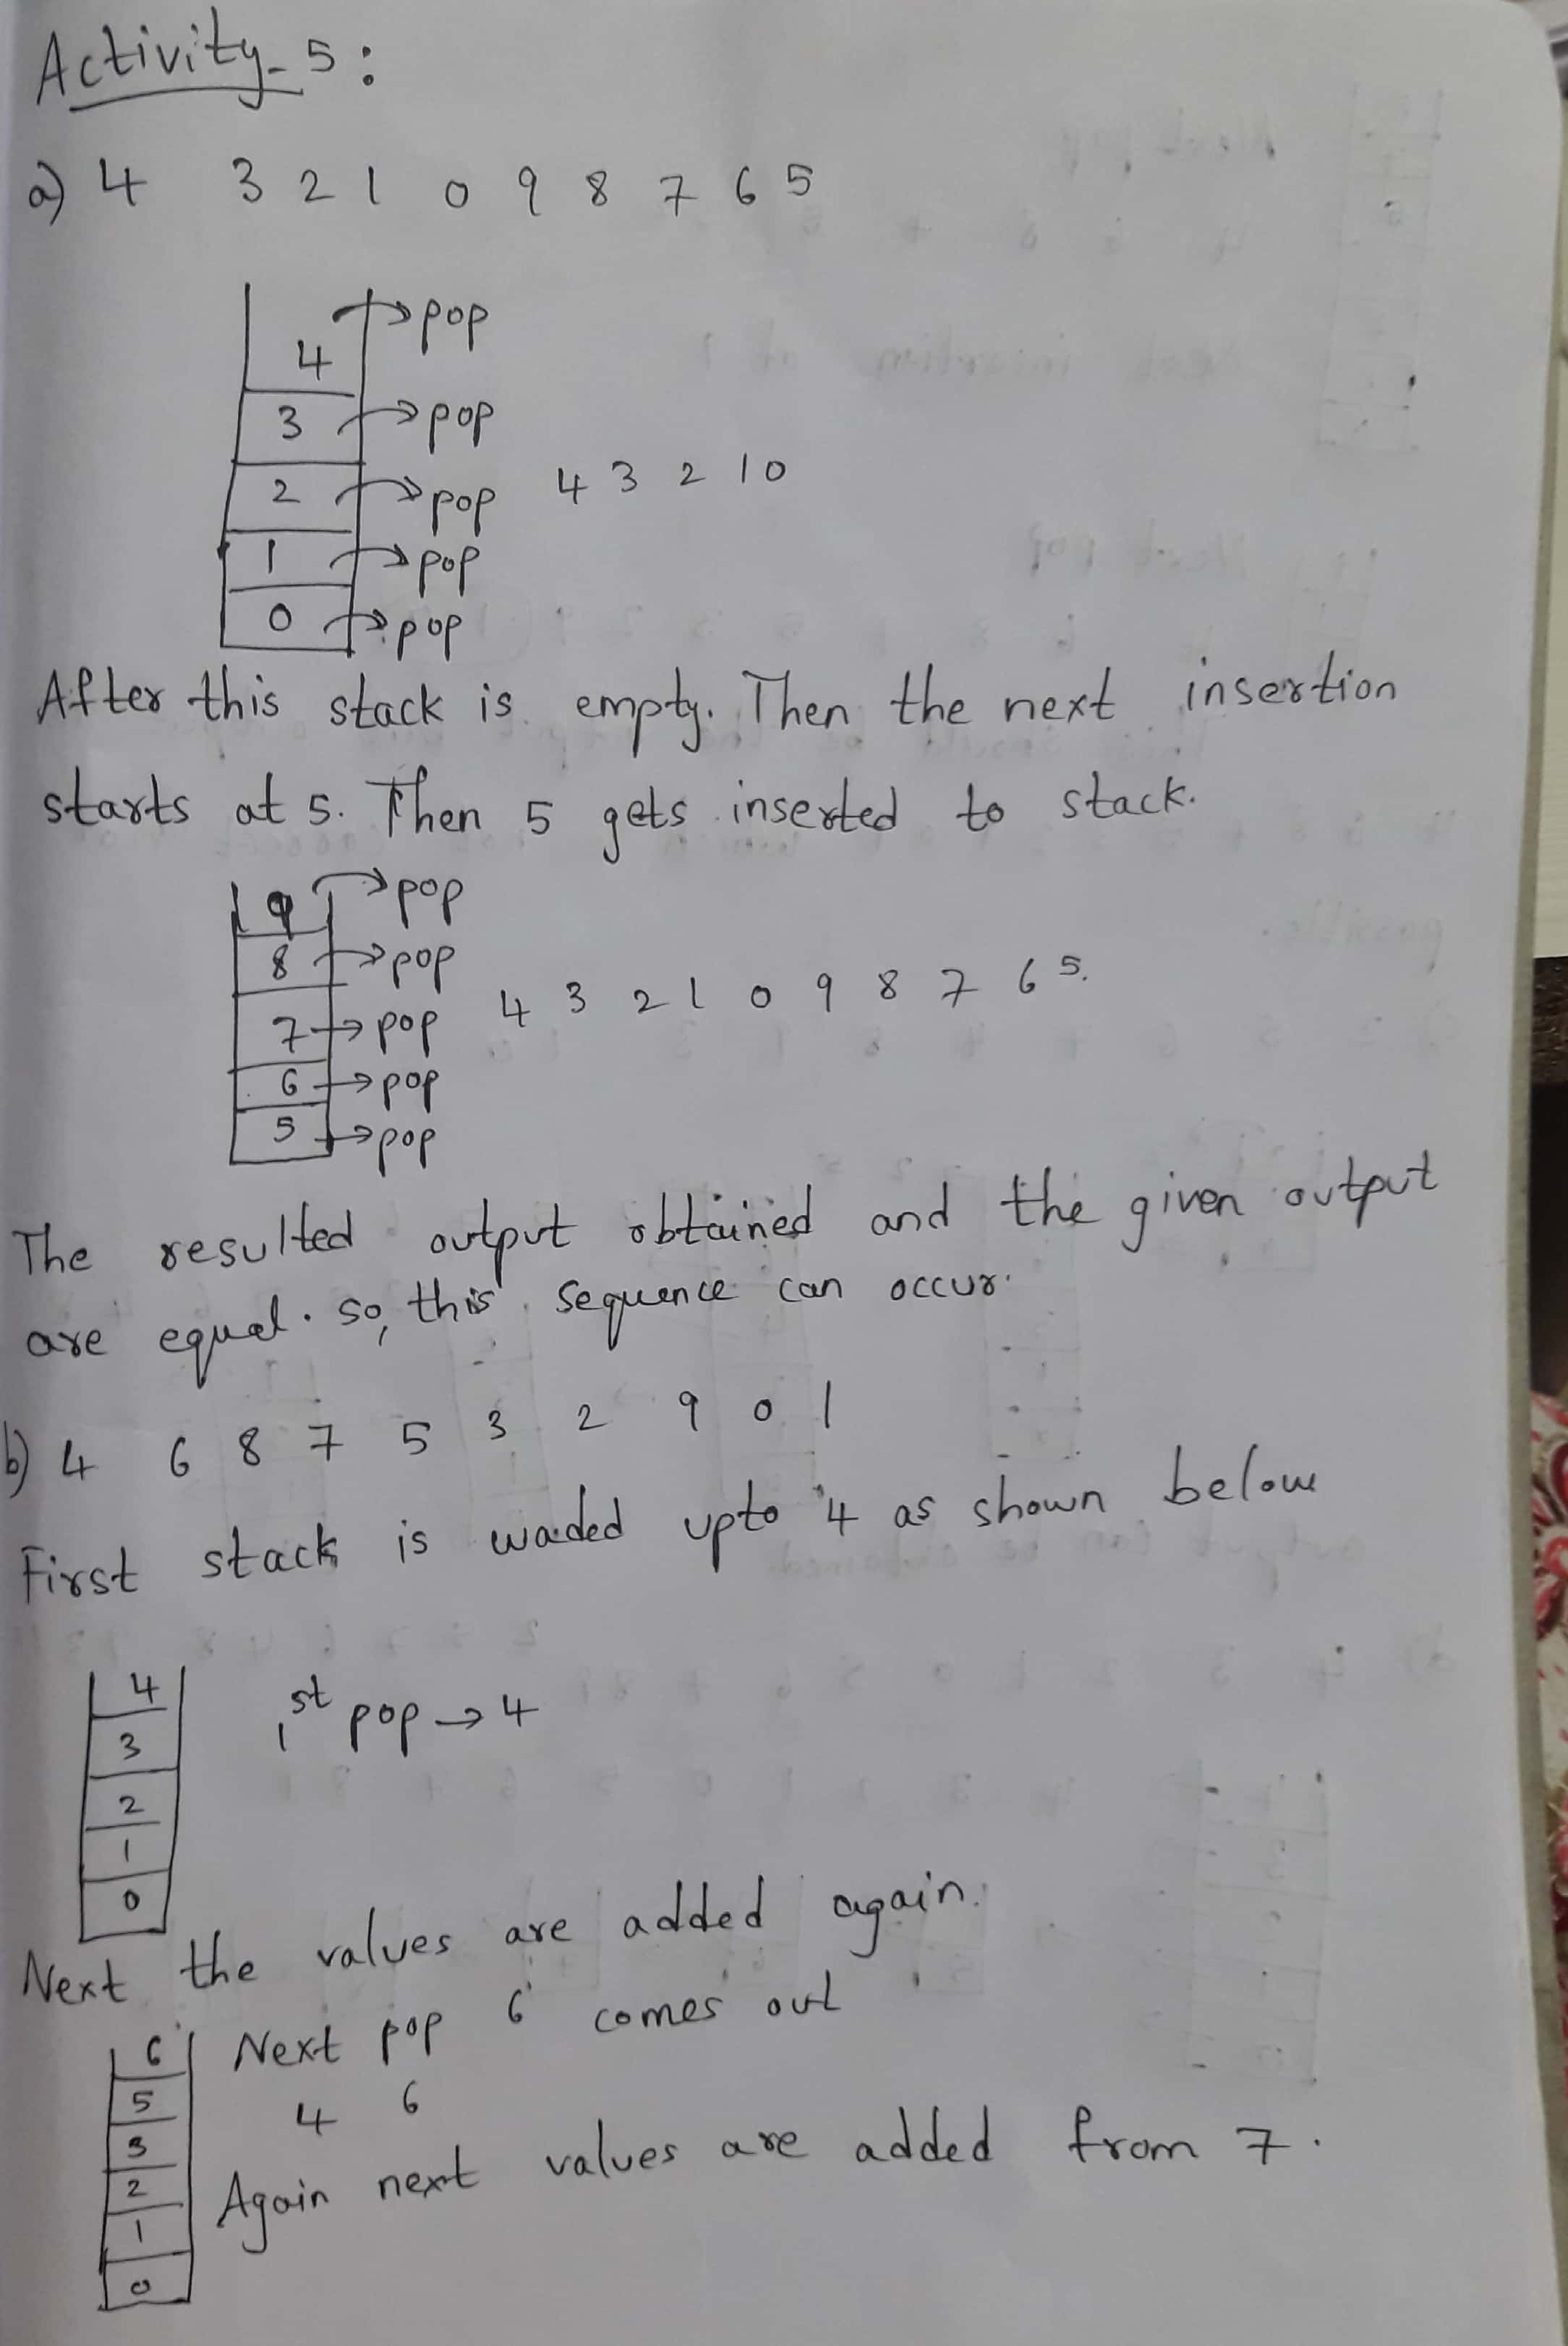 Activity-5:
a) 4 3 2 1 0 9 8 7 6 5
4 pop
3 pop
2 pop 4 3 2 1 0
1 pop
0 pop
After this stack is empty. Then the next insertion
starts at 5. Then 5 gets inserted to stack.
9 pop
8 pop
7 pop 4 3 2 1 0 9 8 7 6 5.
6 pop
5 pop
The resulted output obtained and the given output
are equal. so, this sequence can occur.
b) 4 6 8 7 5 3 2 9 0 1
First stack is waded upto 4 as shown below
4 1st pop → 4
3
2
1
0
Next the values are added again.
6 Next pop 6 comes out
5 4 6
3
2 Again next values are added from 7.
1
0